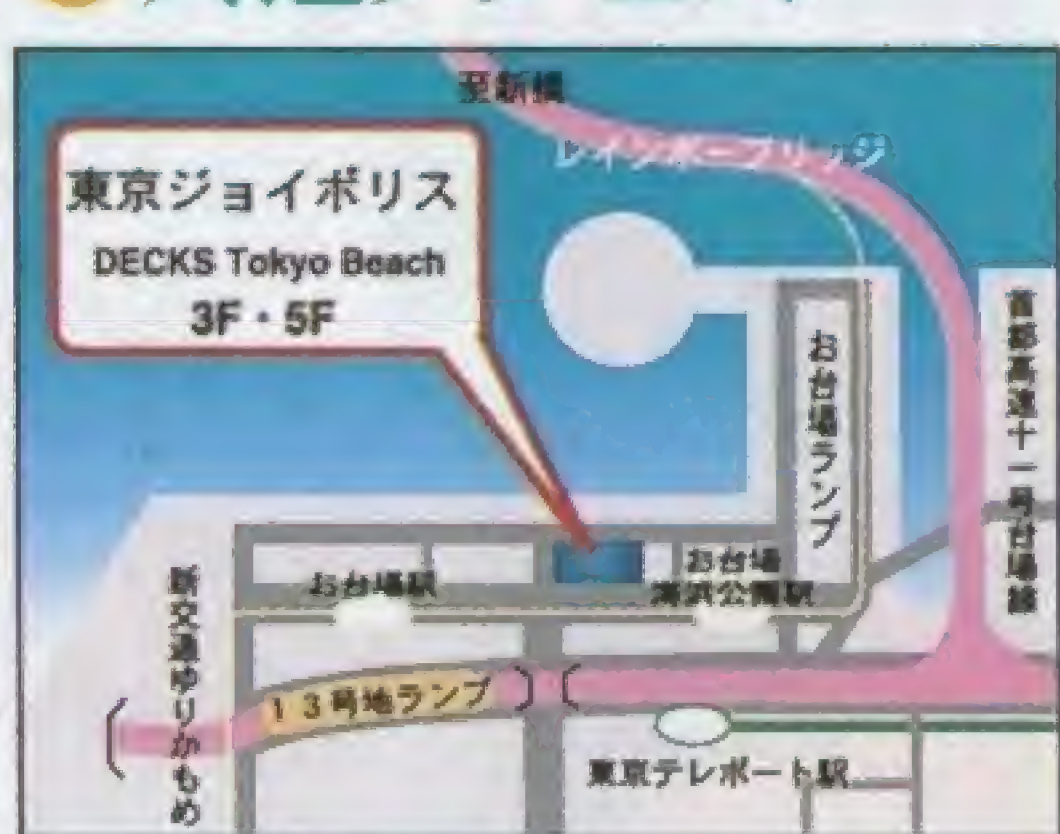 至新橋
レインボーブリッジ
東京ジョイポリス
DECKS Tokyo Beach
3F・5F
お台場ランプ
首都高速十一号台場線
お台場駅
お台場
海浜公園駅
新交通ゆりかもめ
13号地ランプ
東京テレポート駅